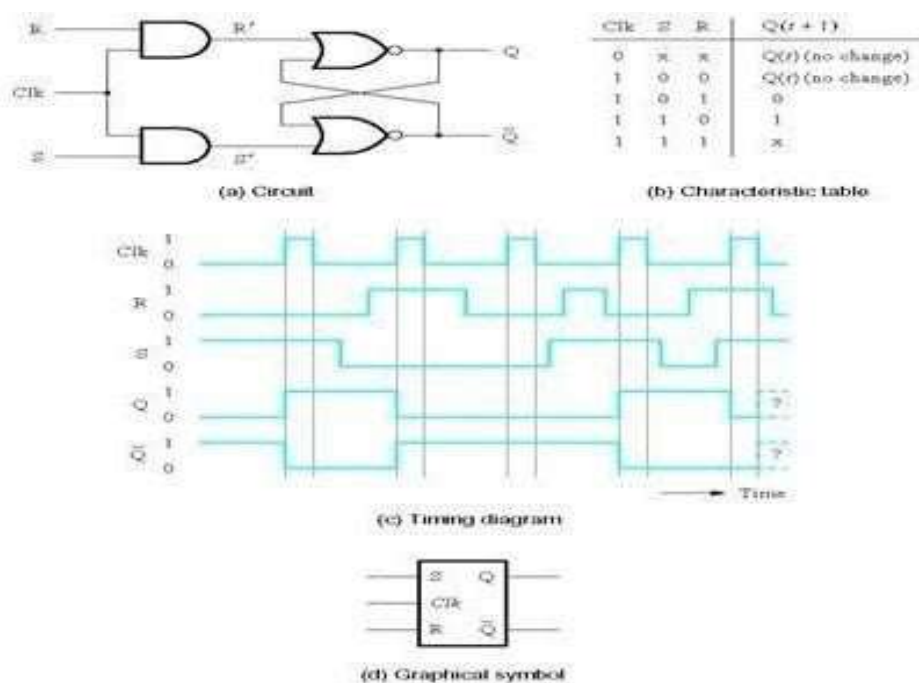 R R′ Q
Clk
S S′ Q
(a) Circuit
Clk S R Q(t + 1)
0 x x Q(t) (no change)
1 0 0 Q(t) (no change)
1 0 1 0
1 1 0 1
1 1 1 x
(b) Characteristic table
Clk 1
0
R 1
0
S 1
0
Q 1 ?
0
Q 1 ?
0
Time
(c) Timing diagram
S Q
Clk
R Q
(d) Graphical symbol